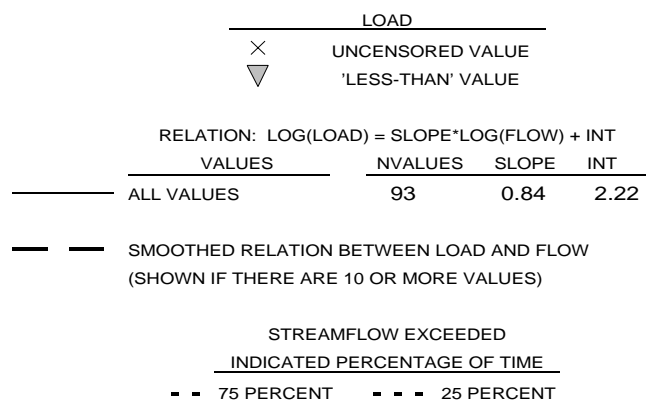 LOAD
UNCENSORED VALUE
'LESS-THAN' VALUE
RELATION: LOG(LOAD) = SLOPE*LOG(FLOW) + INT
VALUES NVALUES SLOPE INT
ALL VALUES 93 0.84 2.22
SMOOTHED RELATION BETWEEN LOAD AND FLOW
(SHOWN IF THERE ARE 10 OR MORE VALUES)
STREAMFLOW EXCEEDED
INDICATED PERCENTAGE OF TIME
75 PERCENT 25 PERCENT